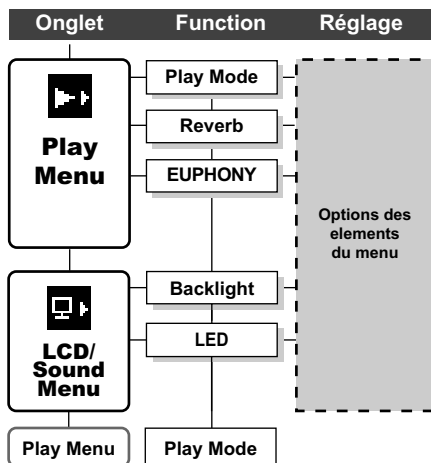 Onglet Function Réglage
Play Mode
Reverb
Play
Menu
EUPHONY
Options des
elements
du menu
Backlight
LED
LCD/
Sound
Menu
Play Menu Play Mode